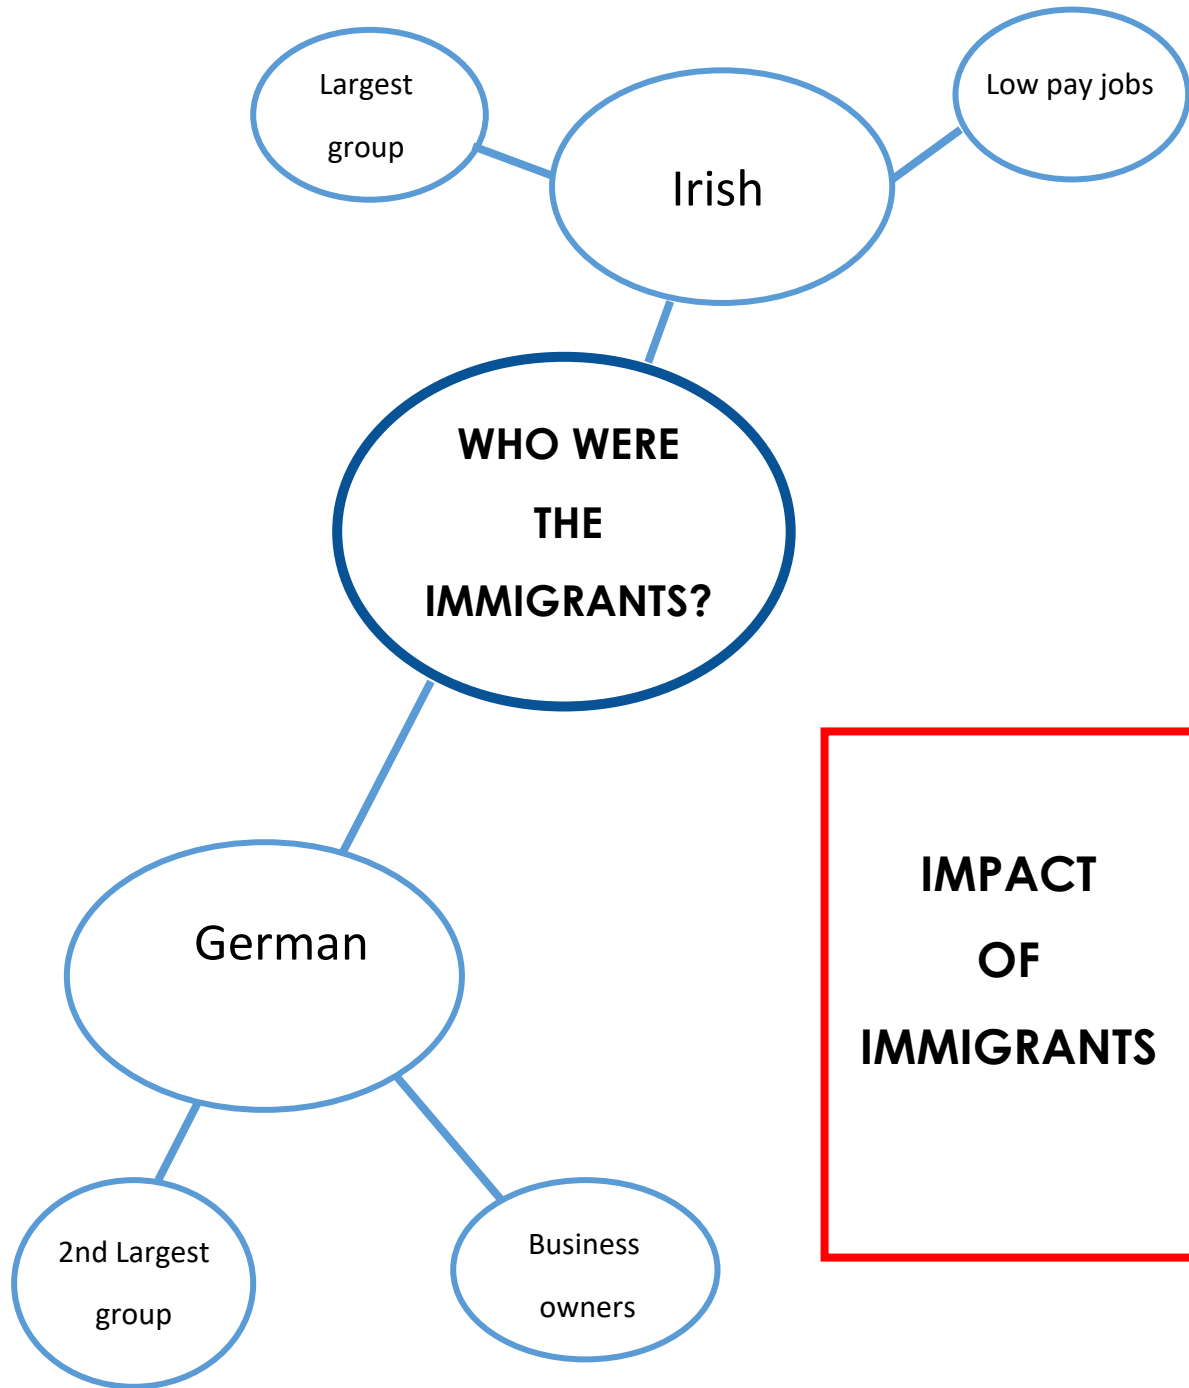 Largest
group
Low pay jobs
Irish
WHO WERE
THE
IMMIGRANTS?
German
2nd Largest
group
Business
owners
IMPACT
OF
IMMIGRANTS